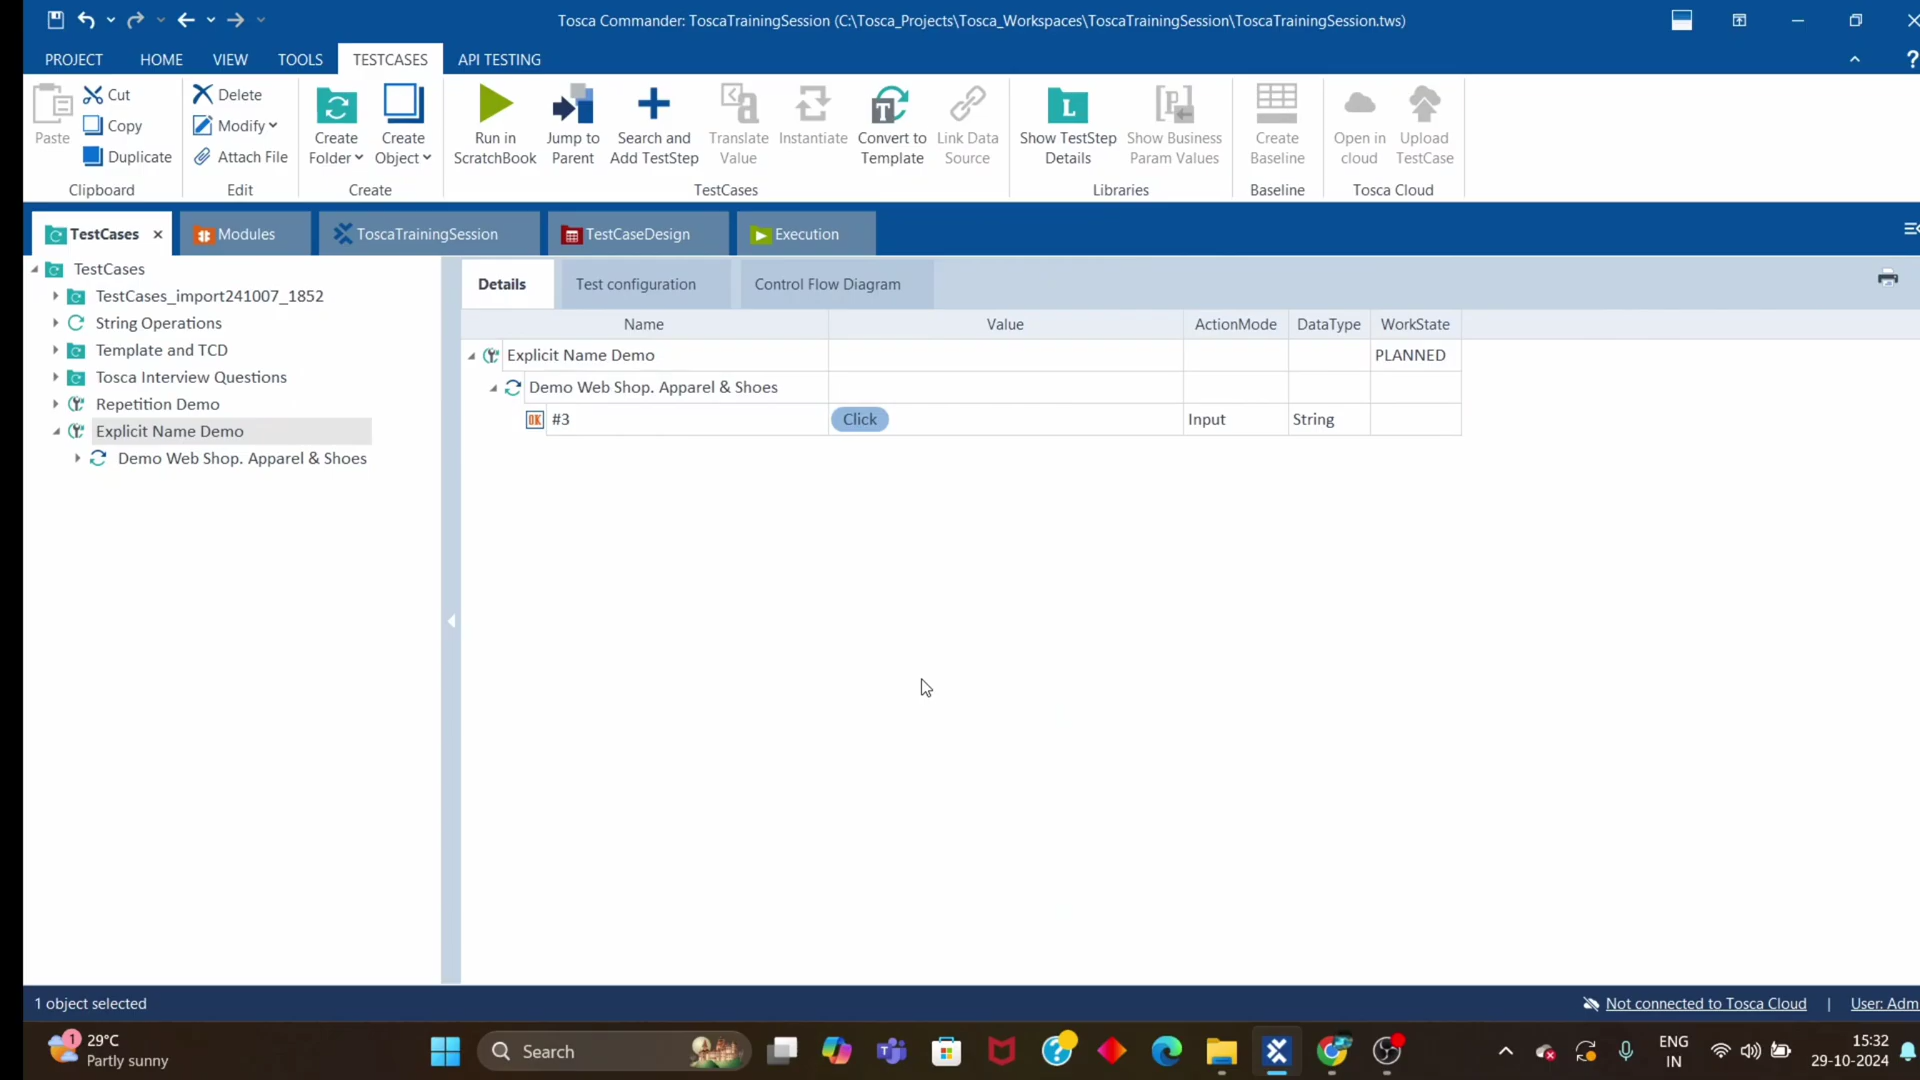 Tosca Commander: ToscaTrainingSession (C:\Tosca_Projects\Tosca_Workspaces\ToscaTrainingSession\ToscaTrainingSession.tws)
PROJECT HOME VIEW TOOLS TESTCASES API TESTING
?
Paste
Cut
Copy
Duplicate
Clipboard
Delete
Modify
Attach File
Edit
Create Folder
Create Object
Create
Run in ScratchBook
Jump to Parent
Search and Add TestStep
Translate Value
Instantiate
Convert to Template
Link Data Source
TestCases
Show TestStep Details
Show Business Param Values
Libraries
Create Baseline
Baseline
Open in cloud
Upload TestCase
Tosca Cloud
TestCases Modules ToscaTrainingSession TestCaseDesign Execution
TestCases
TestCases_import241007_1852
String Operations
Template and TCD
Tosca Interview Questions
Repetition Demo
Explicit Name Demo
Demo Web Shop. Apparel & Shoes
Details Test configuration Control Flow Diagram
Name Value ActionMode DataType WorkState
Explicit Name Demo PLANNED
Demo Web Shop. Apparel & Shoes
OK #3 Click Input String
1 object selected
Not connected to Tosca Cloud | User: Adm
1 29°C
Partly sunny
Search
ENG
IN
15:32
29-10-2024